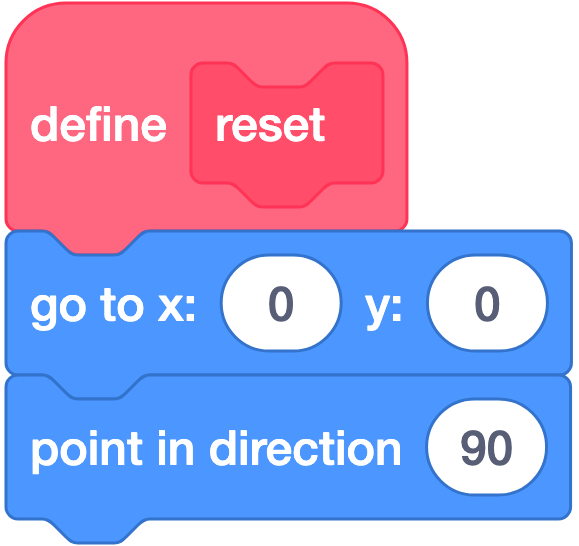 define reset
go to x: 0 y: 0
point in direction 90